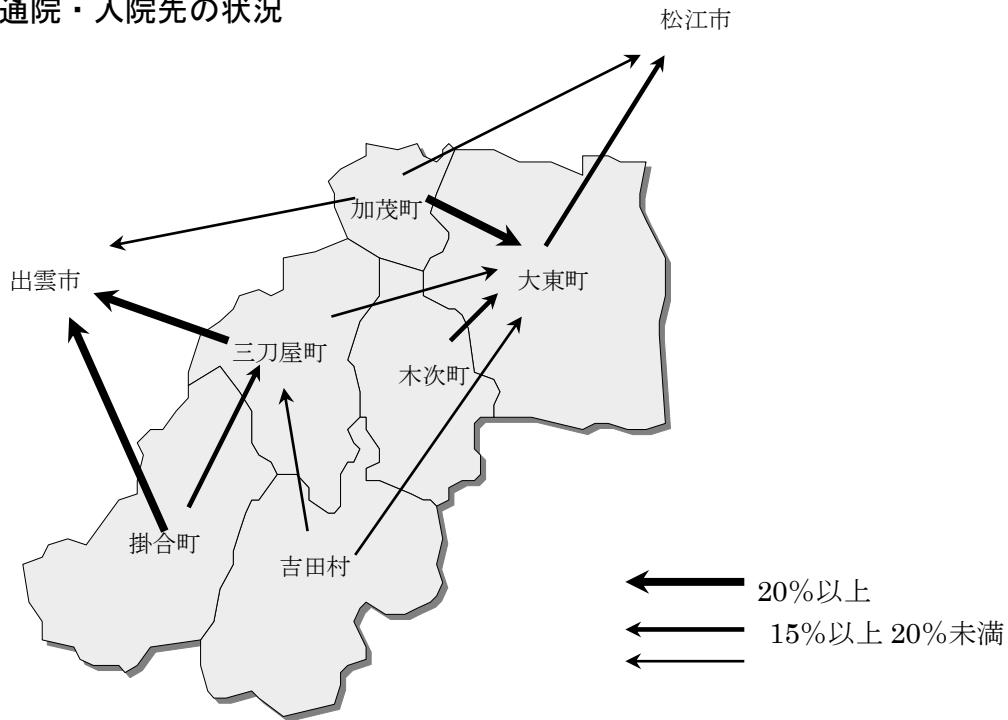 通院・入院先の状況
松江市
加茂町
出雲市
大東町
三刀屋町
木次町
掛合町
吉田村
20%以上
15%以上 20%未満